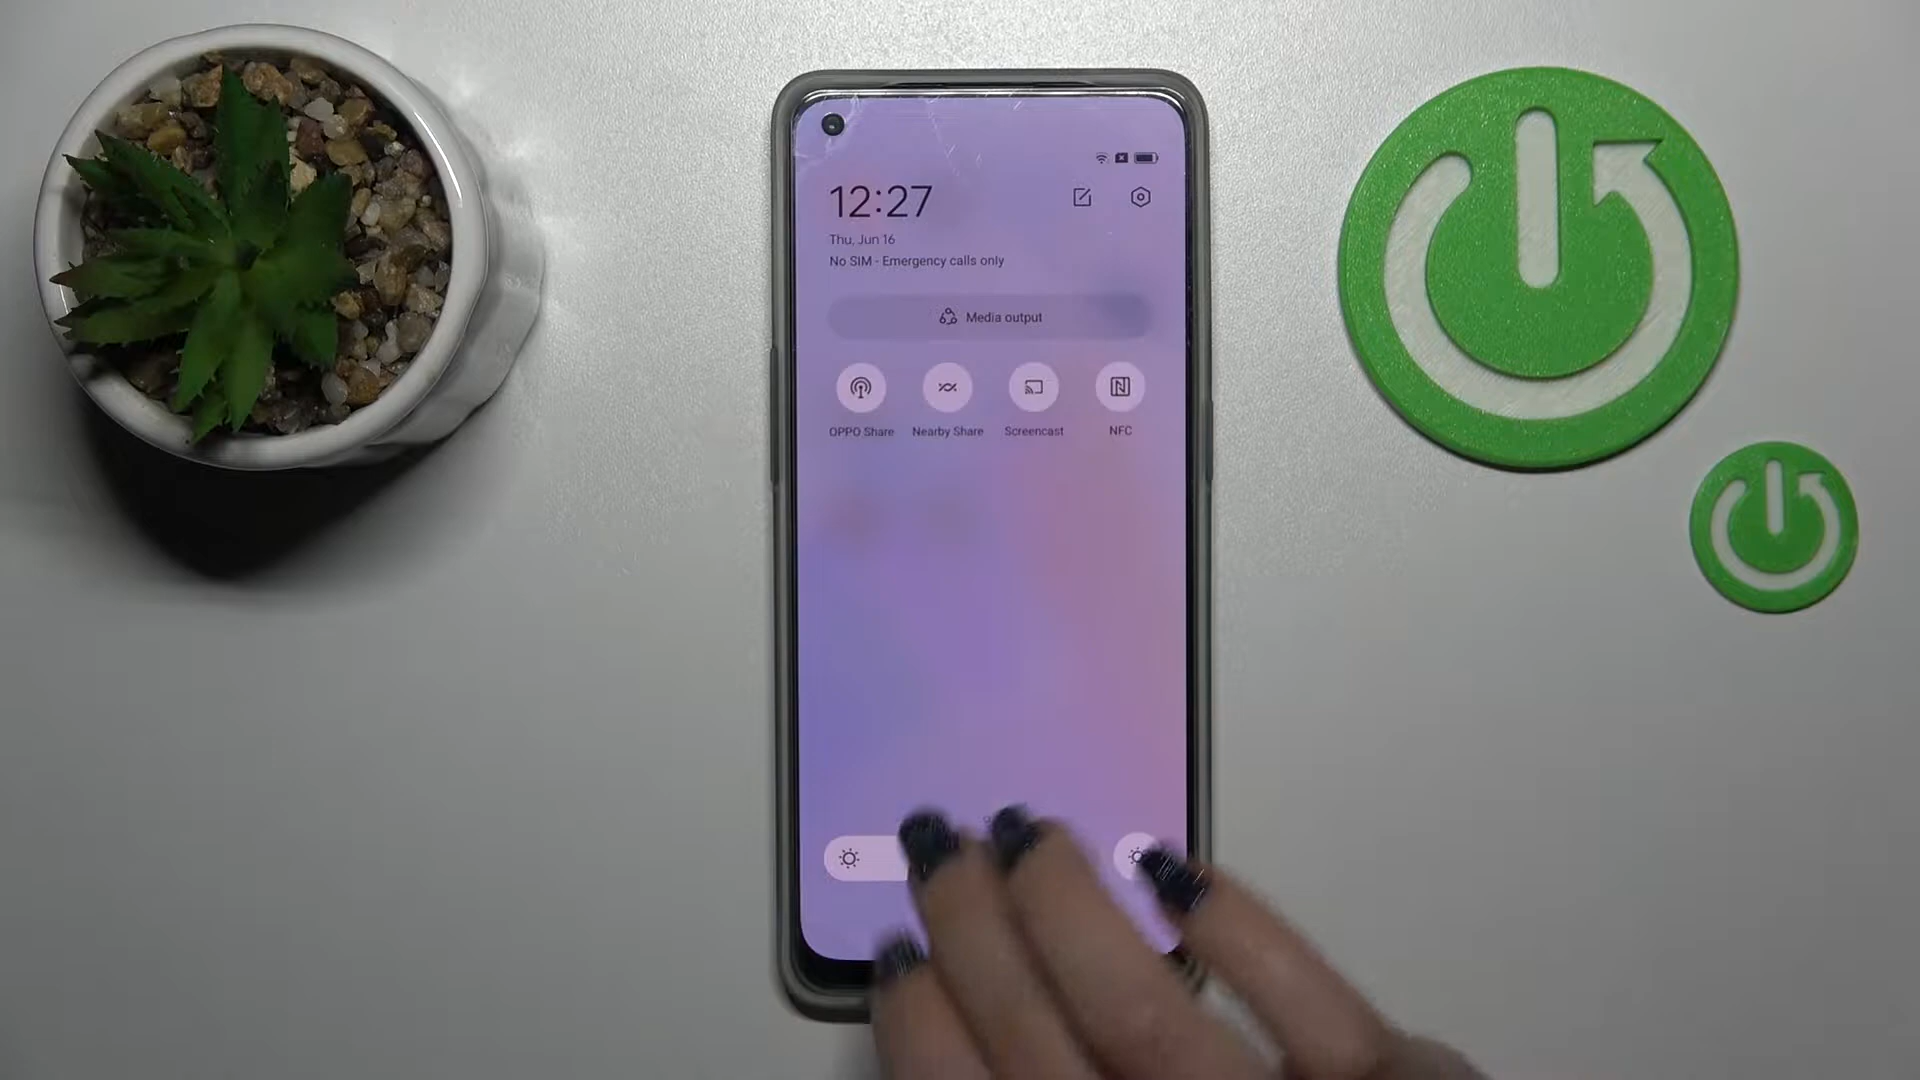 12:27
Thu, Jun 16
No SIM - Emergency calls only
Media output
OPPO Share
Nearby Share
Screencast
NFC